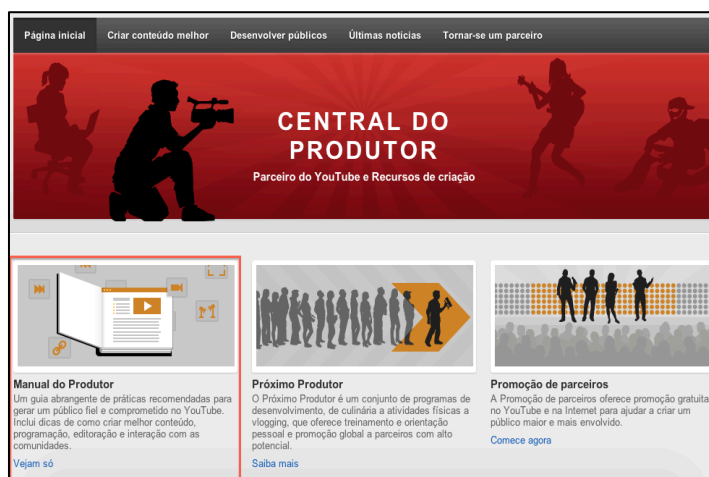 Página inicial Criar conteúdo melhor Desenvolver públicos Últimas notícias Tornar-se um parceiro
CENTRAL DO
PRODUTOR
Parceiro do YouTube e Recursos de criação
Manual do Produtor
Um guia abrangente de práticas recomendadas para
gerar um público fiel e comprometido no YouTube.
Inclui dicas de como criar melhor conteúdo,
programação, editoração e interação com as
comunidades.
Vejam só
Próximo Produtor
O Próximo Produtor é um conjunto de programas de
desenvolvimento, de culinária a atividades físicas a
vlogging, que oferece treinamento e orientação
pessoal e promoção global a parceiros com alto
potencial.
Saiba mais
Promoção de parceiros
A Promoção de parceiros oferece promoção gratuita
no YouTube e na Internet para ajudar a criar um
público maior e mais envolvido.
Comece agora